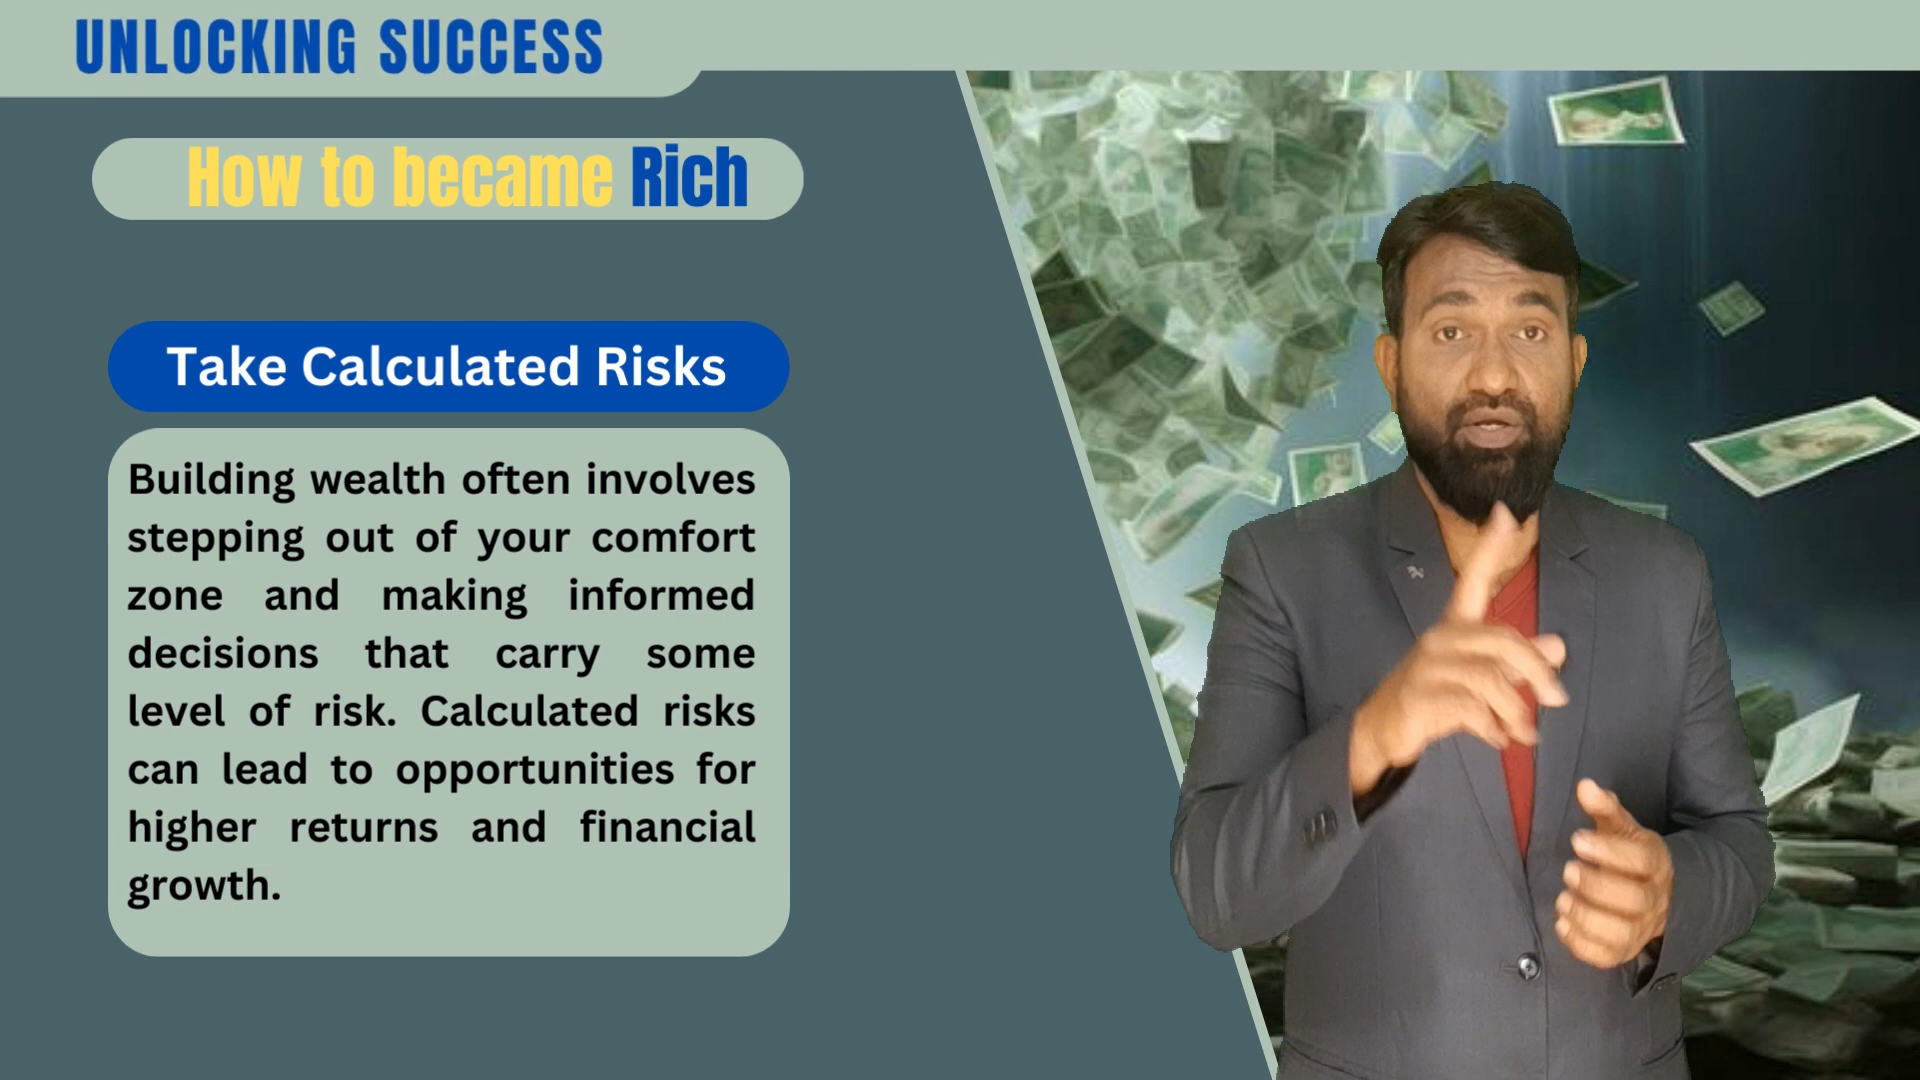 UNLOCKING SUCCESS
How to became Rich
Take Calculated Risks
Building wealth often involves
stepping out of your comfort
zone and making informed
decisions that carry some
level of risk. Calculated risks
can lead to opportunities for
higher returns and financial
growth.